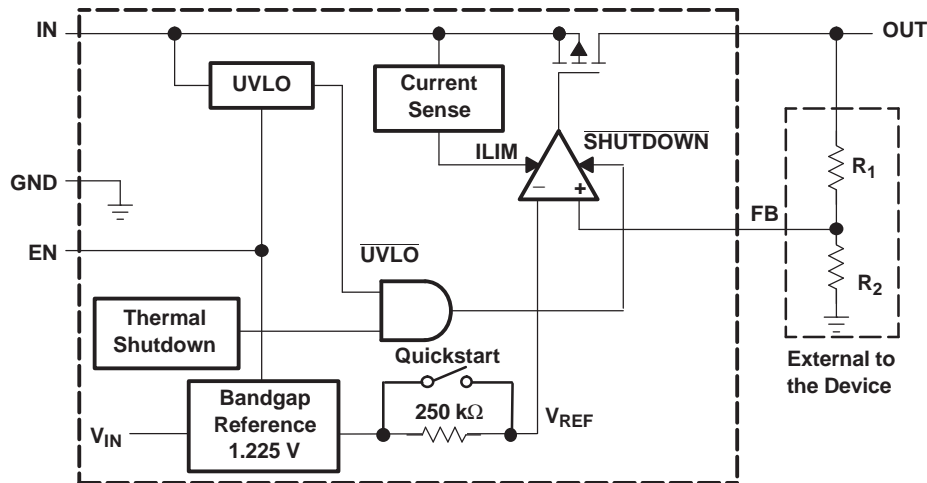 IN
OUT
UVLO
Current
Sense
ILIM
SHUTDOWN
R1
GND
FB
EN
UVLO
R2
Thermal
Shutdown
Quickstart
External to
the Device
Bandgap
Reference
1.225 V
250 kΩ
VREF
VIN
− +